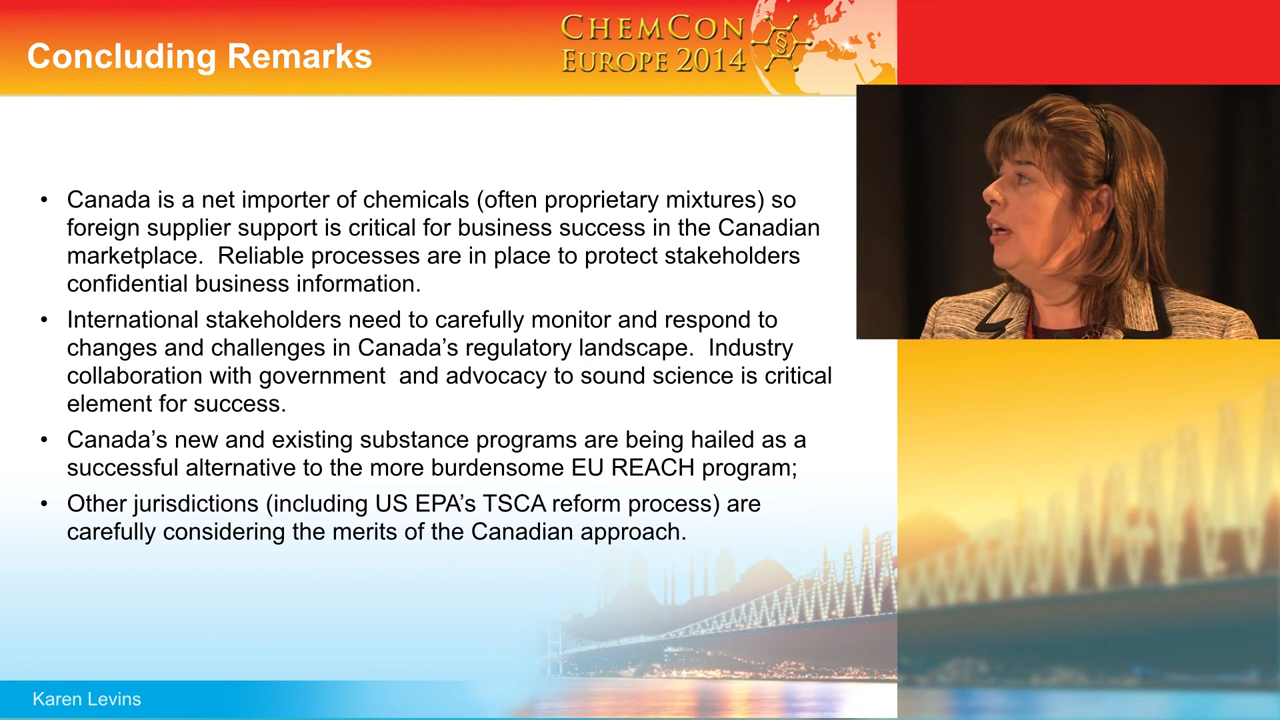 Concluding Remarks
CHEMCON
EUROPE 2014
§
• Canada is a net importer of chemicals (often proprietary mixtures) so
foreign supplier support is critical for business success in the Canadian
marketplace.  Reliable processes are in place to protect stakeholders
confidential business information.
• International stakeholders need to carefully monitor and respond to
changes and challenges in Canada’s regulatory landscape.  Industry
collaboration with government  and advocacy to sound science is critical
element for success.
• Canada’s new and existing substance programs are being hailed as a
successful alternative to the more burdensome EU REACH program;
• Other jurisdictions (including US EPA’s TSCA reform process) are
carefully considering the merits of the Canadian approach.
Karen Levins